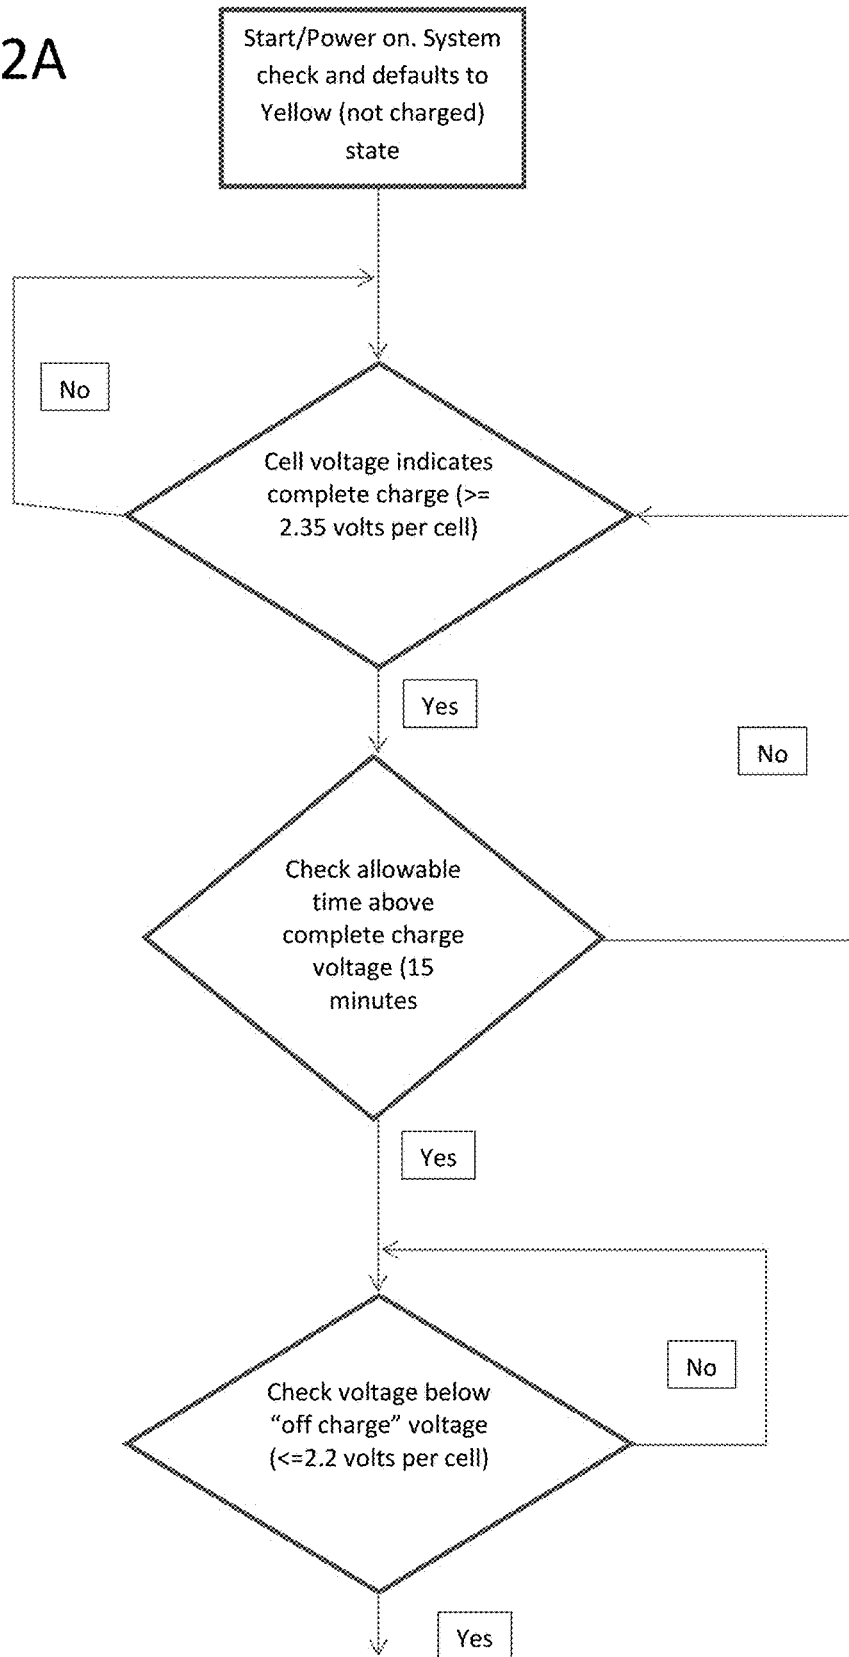 2A
Start/Power on. System
check and defaults to
Yellow (not charged)
state
No
Cell voltage indicates
complete charge (>=
2.35 volts per cell)
Yes
No
Check allowable
time above
complete charge
voltage (15
minutes
Yes
No
Check voltage below
“off charge” voltage
(<=2.2 volts per cell)
Yes